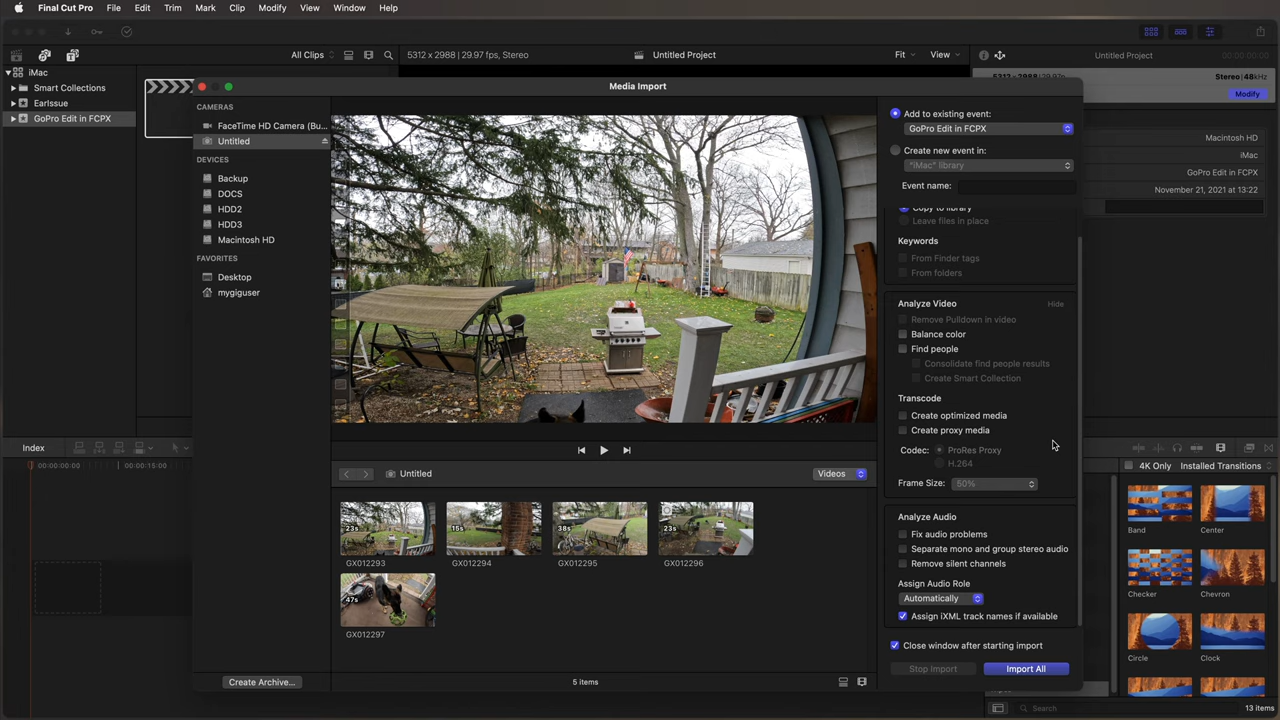 Final Cut Pro File Edit Trim Mark Clip Modify View Window Help
All Clips 5312 x 2988 | 29.97 fps, Stereo Untitled Project Fit View Untitled Project
iMac
Smart Collections
EarIssue
GoPro Edit in FCPX
Stereo | 48kHz
Modify
Macintosh HD
iMac
GoPro Edit in FCPX
November 21, 2021 at 13:22
Media Import
CAMERAS
FaceTime HD Camera (Bu...
Untitled
DEVICES
Backup
DOCS
HDD2
HDD3
Macintosh HD
FAVORITES
Desktop
mygiguser
Create Archive...
Untitled
Videos
23s
15s
38s
23s
GX012293
GX012294
GX012295
GX012296
47s
GX012297
5 items
Add to existing event:
GoPro Edit in FCPX
Create new event in:
"iMac" library
Event name:
Copy to library
Leave files in place
Keywords
From Finder tags
From folders
Analyze Video Hide
Remove Pulldown in video
Balance color
Find people
Consolidate find people results
Create Smart Collection
Transcode
Create optimized media
Create proxy media
Codec: ProRes Proxy
H.264
Frame Size: 50%
Analyze Audio
Fix audio problems
Separate mono and group stereo audio
Remove silent channels
Assign Audio Role
Automatically
Assign iXML track names if available
Close window after starting import
Stop Import
Import All
Index
00:00:00:00
00:00:15:00
4K Only Installed Transitions
Band
Center
Checker
Chevron
Circle
Clock
Search
13 items